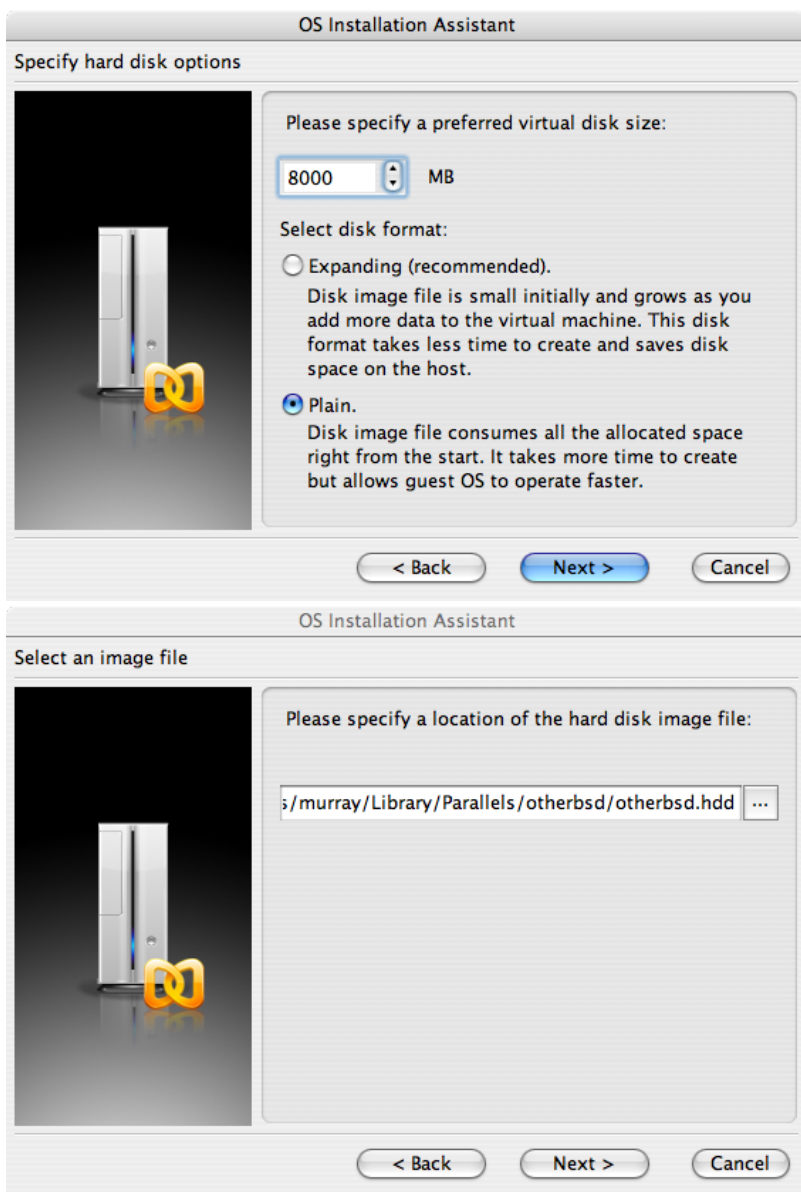 OS Installation Assistant
Specify hard disk options
Please specify a preferred virtual disk size:
8000 MB
Select disk format:
Expanding (recommended).
Disk image file is small initially and grows as you
add more data to the virtual machine. This disk
format takes less time to create and saves disk
space on the host.
Plain.
Disk image file consumes all the allocated space
right from the start. It takes more time to create
but allows guest OS to operate faster.
< Back Next > Cancel
OS Installation Assistant
Select an image file
Please specify a location of the hard disk image file:
s/murray/Library/Parallels/otherbsd/otherbsd.hdd ...
< Back Next > Cancel